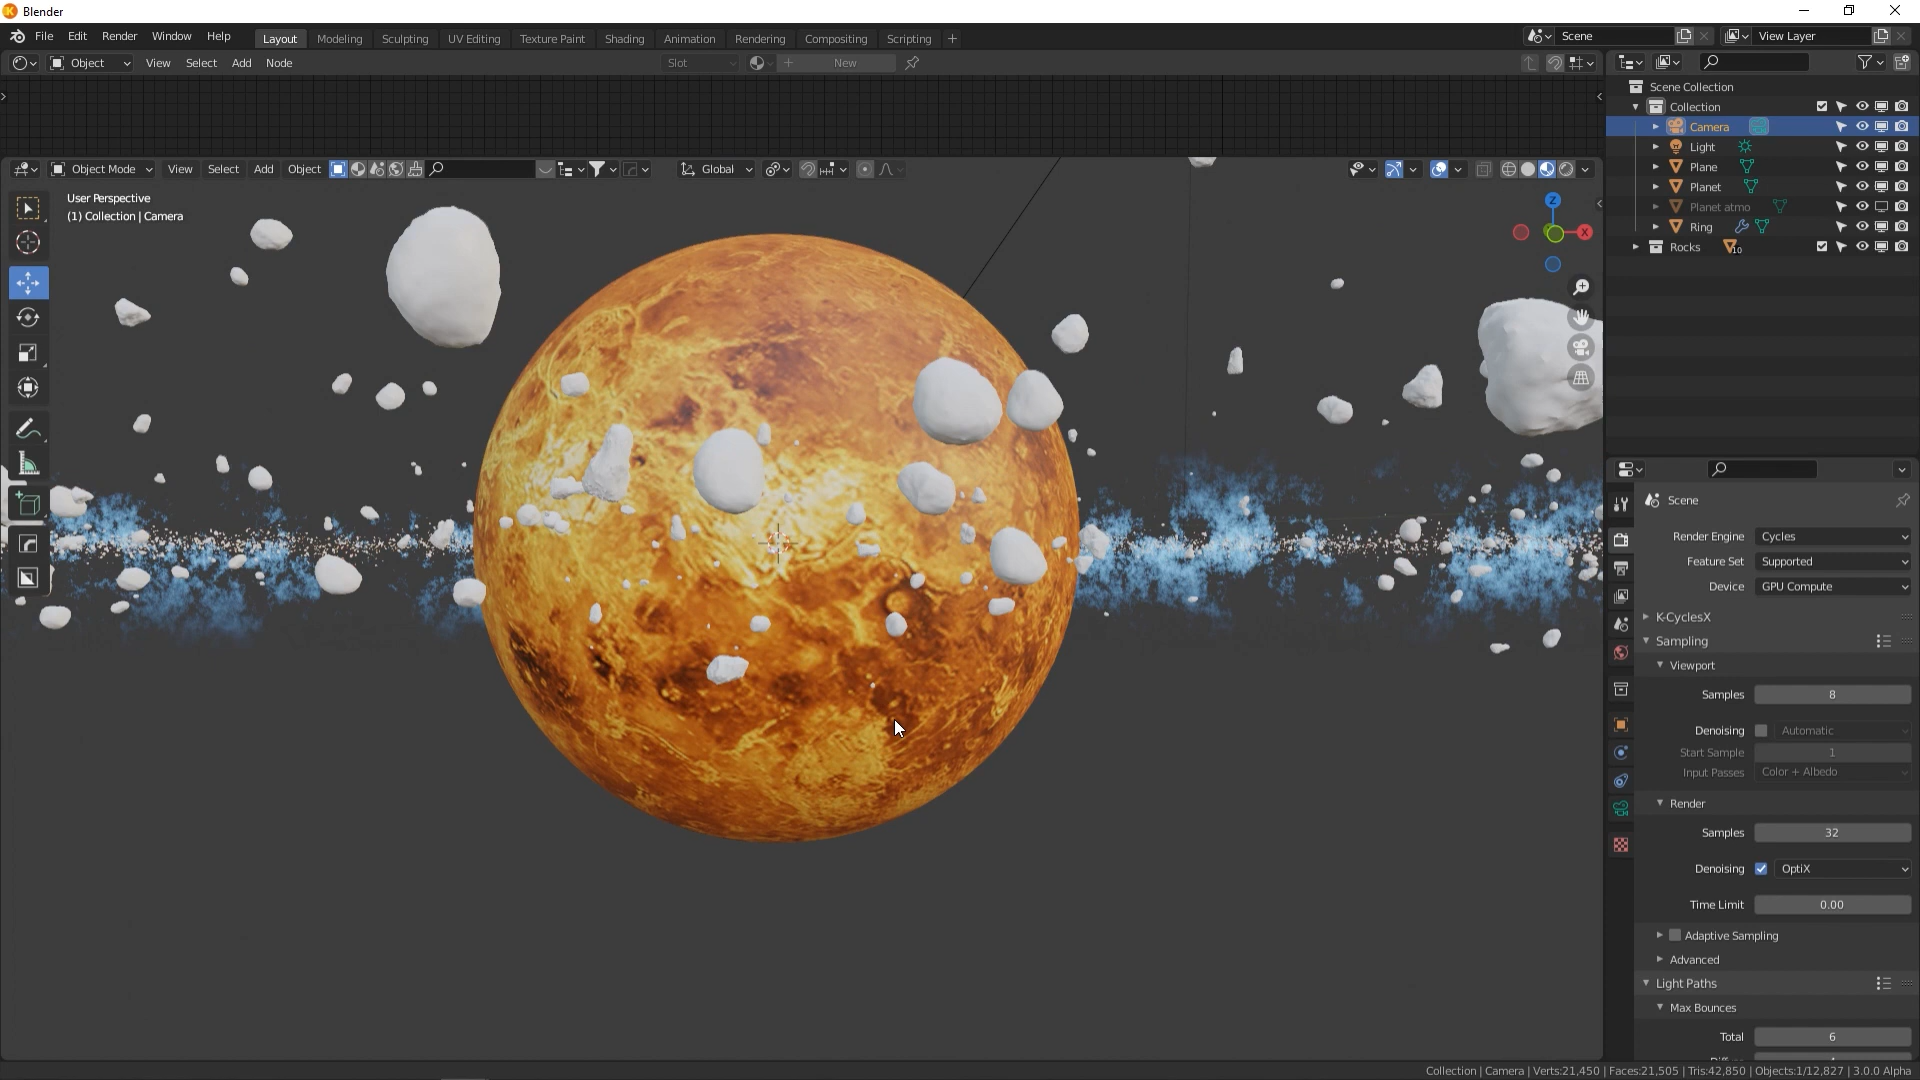 Blender
File Edit Render Window Help
Layout Modeling Sculpting UV Editing Texture Paint Shading Animation Rendering Compositing Scripting +
Scene
View Layer
Object View Select Add Node
Slot
New
Object Mode View Select Add Object
Global
User Perspective
(1) Collection | Camera
Z
X
Scene Collection
Collection
Camera
Light
Plane
Planet
Planet atmo
Ring
Rocks
10
Scene
Render Engine Cycles
Feature Set Supported
Device GPU Compute
K-CyclesX
Sampling
Viewport
Samples 8
Denoising Automatic
Start Sample 1
Input Passes Color + Albedo
Render
Samples 32
Denoising OptiX
Time Limit 0.00
Adaptive Sampling
Advanced
Light Paths
Max Bounces
Total 6
Collection | Camera | Verts:21,450 | Faces:21,505 | Tris:42,850 | Objects:1/12,827 | 3.0.0 Alpha